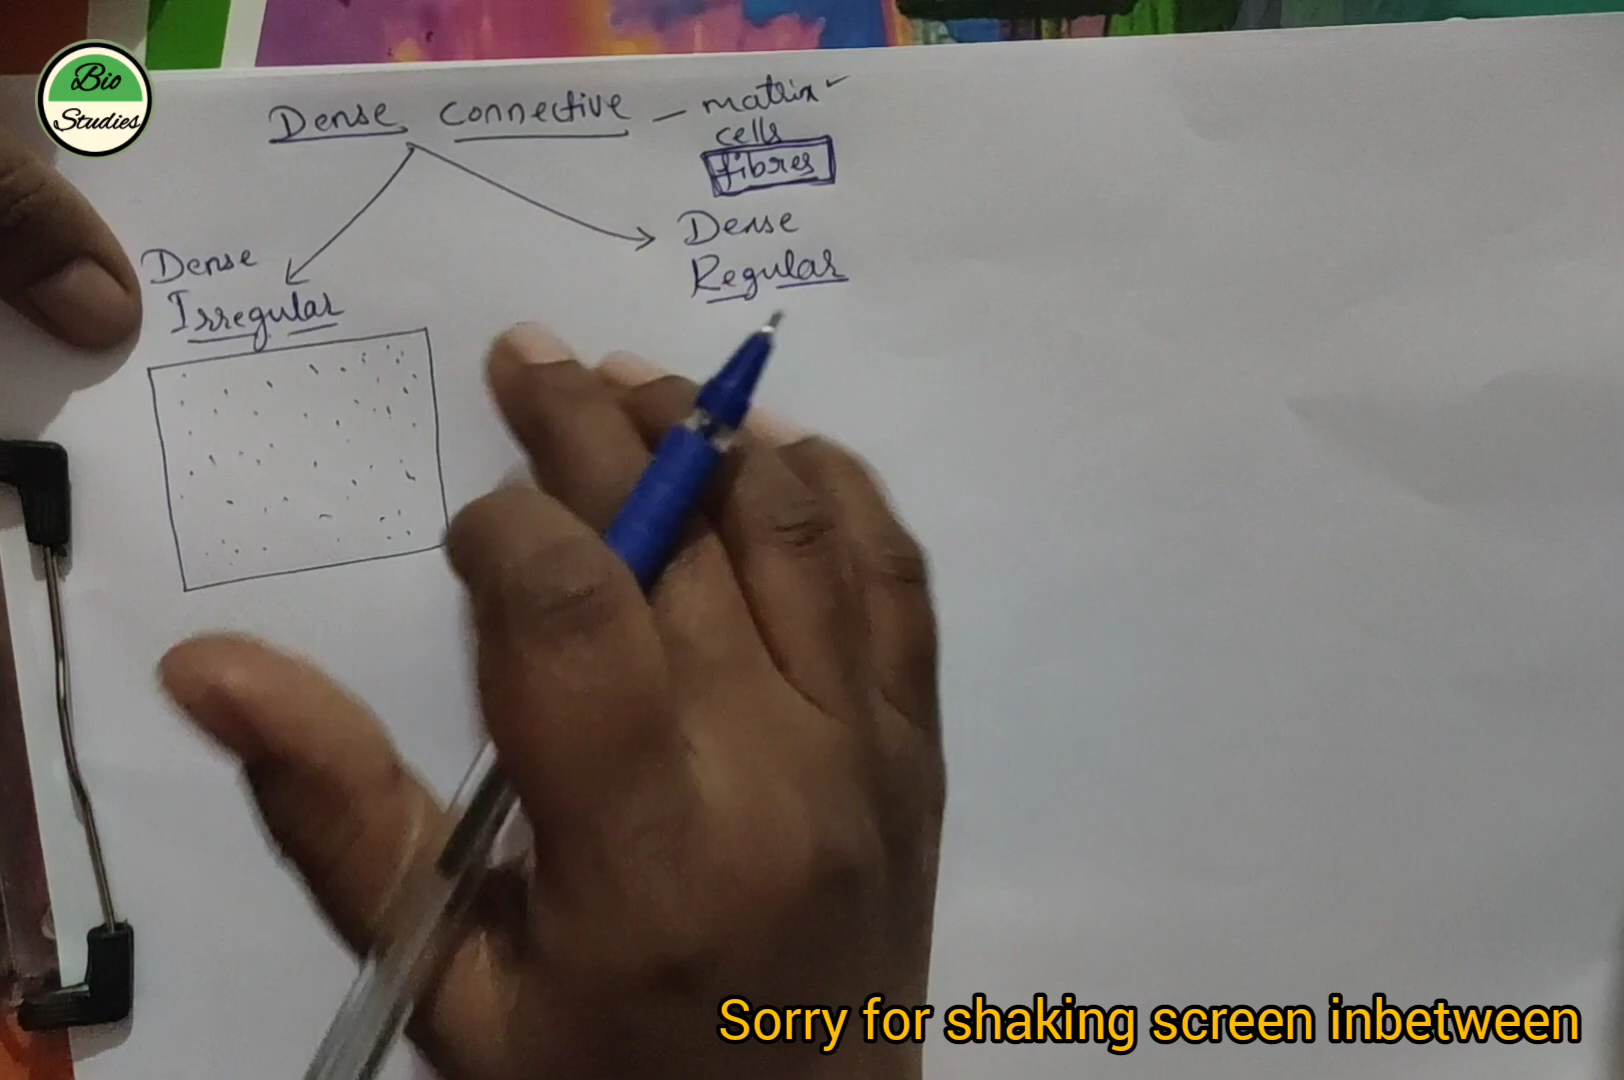 Bio
Studies
Dense connective - matrix
cells
fibres
Dense
Regular
Dense
Irregular
Sorry for shaking screen inbetween